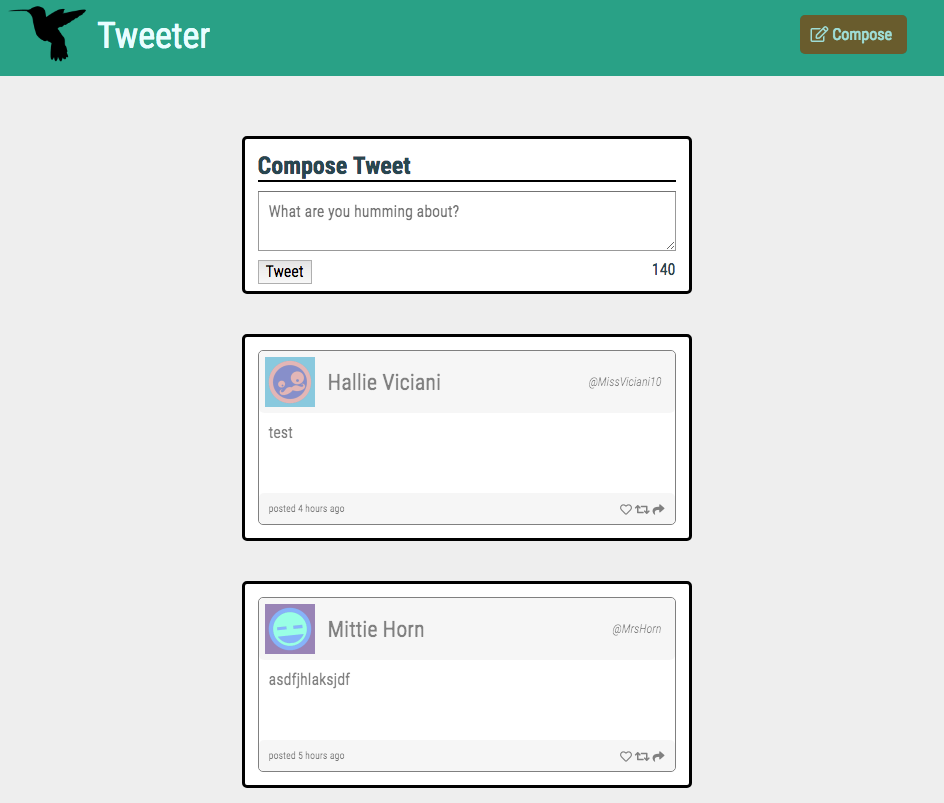 Tweeter
Compose
Compose Tweet
What are you humming about?
Tweet
140
Hallie Viciani
@MissViciani10
test
posted 4 hours ago
Mittie Horn
@MrsHorn
asdfjhlaksjdf
posted 5 hours ago